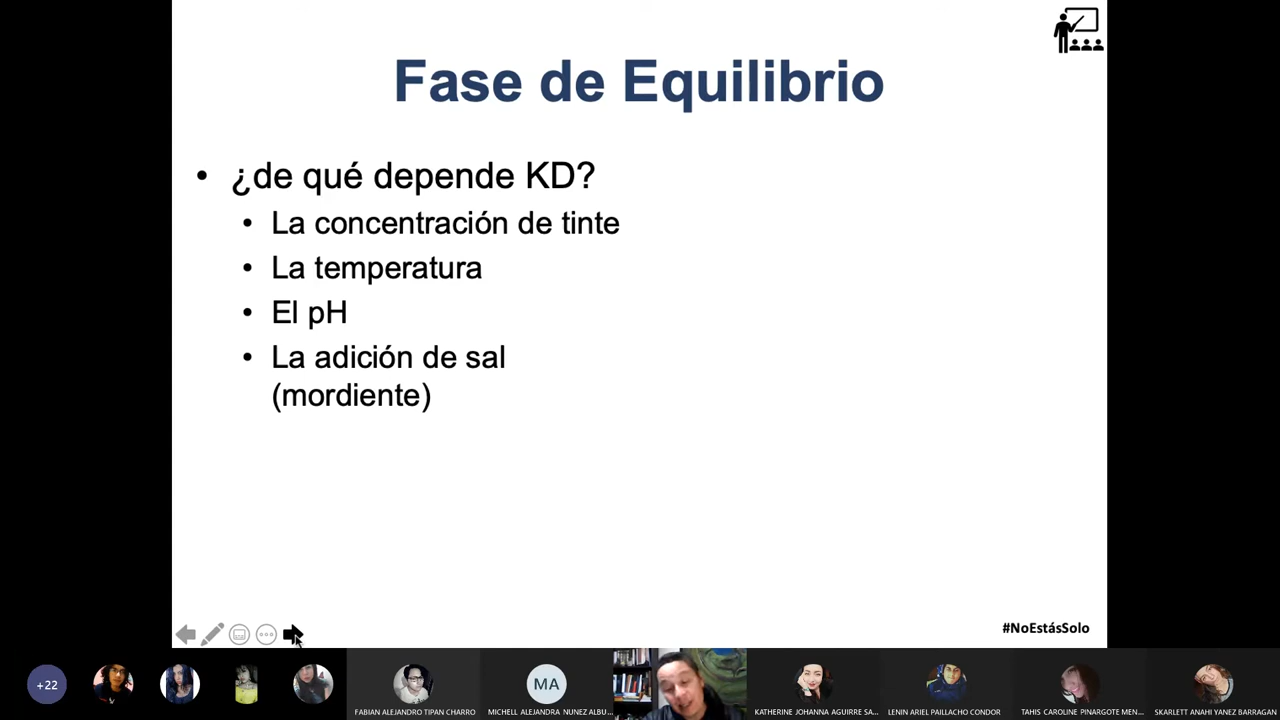 Fase de Equilibrio
• ¿de qué depende KD?
• La concentración de tinte
• La temperatura
• El pH
• La adición de sal
(mordiente)
#NoEstásSolo
+22
FABIAN ALEJANDRO TIPAN CHARRO
MA
MICHELL ALEJANDRA NUNEZ ALBU...
KATHERINE JOHANNA AGUIRRE SA...
LENIN ARIEL PAILLACHO CONDOR
TAHIS CAROLINE PINARGOTE MEN...
SKARLETT ANAHI YANEZ BARRAGAN